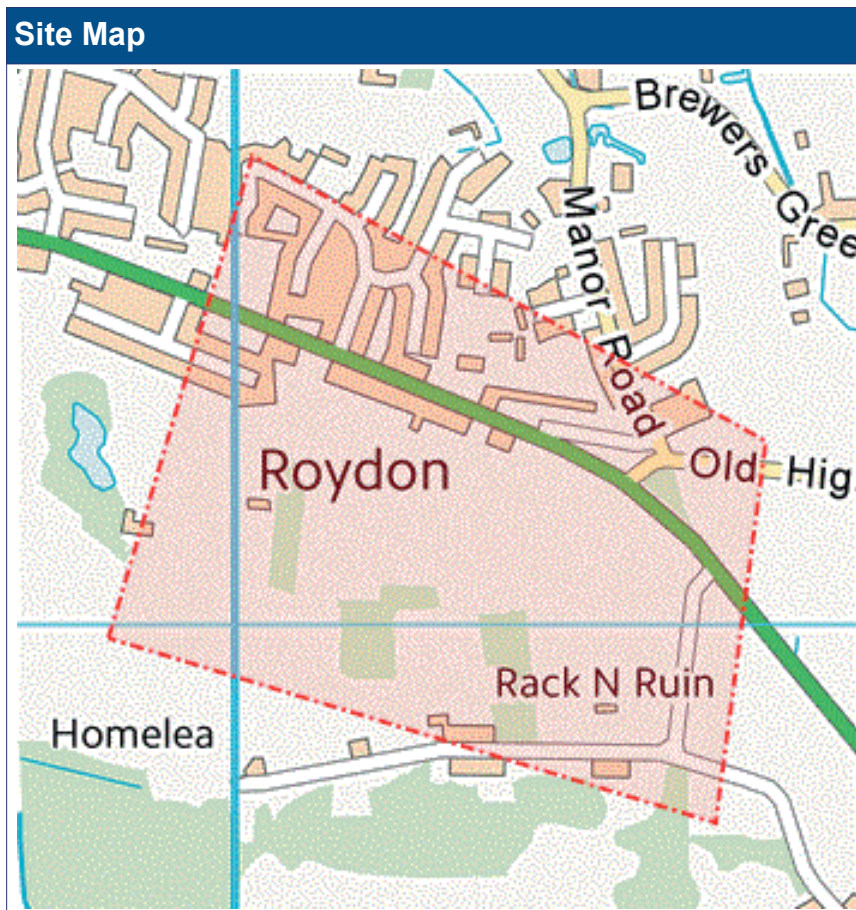 Site Map
Brewers Gree
Manor Road
Roydon
Old Hig
Rack N Ruin
Homelea